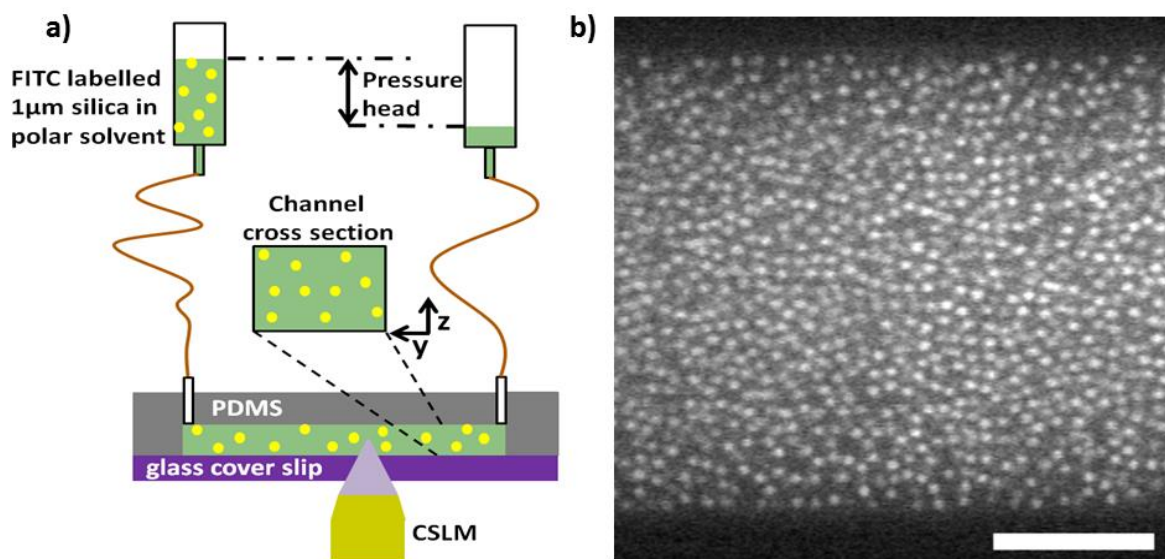 a)
FITC labelled
1µm silica in
polar solvent
Pressure
head
Channel
cross section
z
y
PDMS
glass cover slip
CSLM
b)